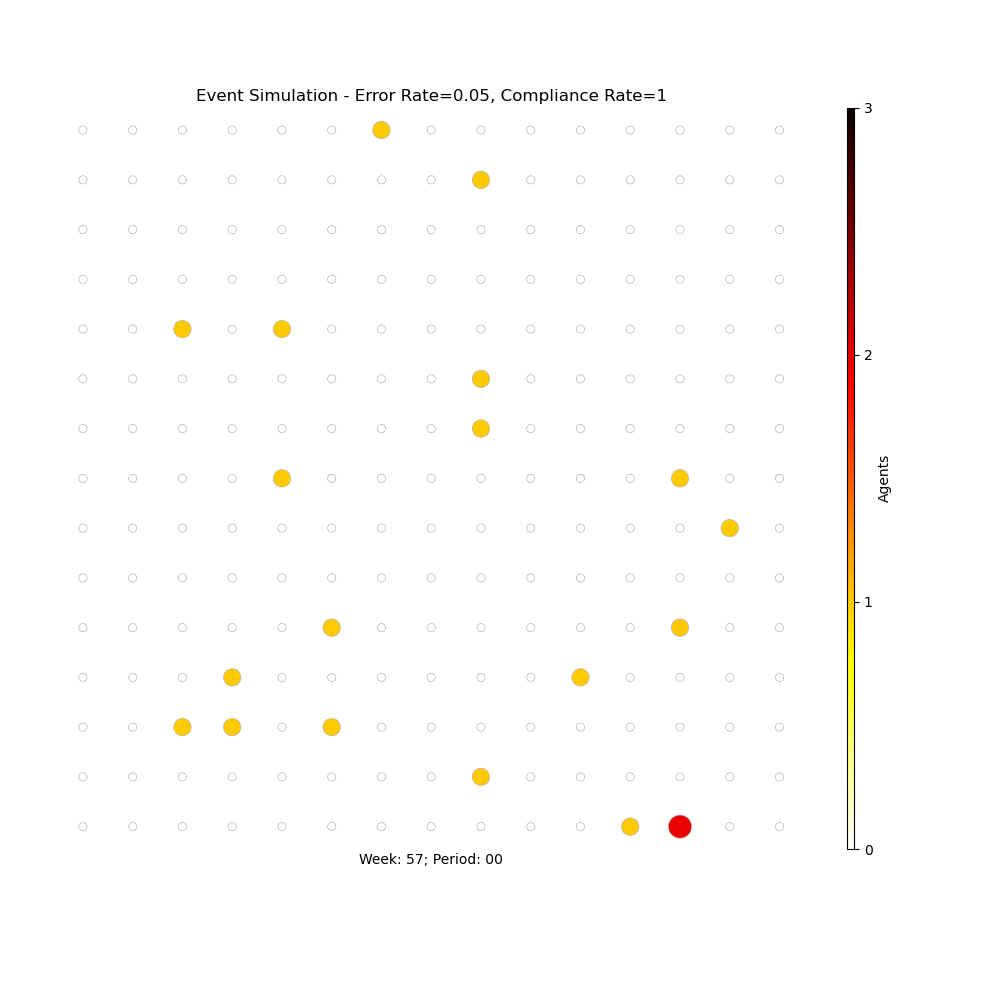 Event Simulation - Error Rate=0.05, Compliance Rate=1
3
2
Agents
1
0
Week: 57; Period: 00